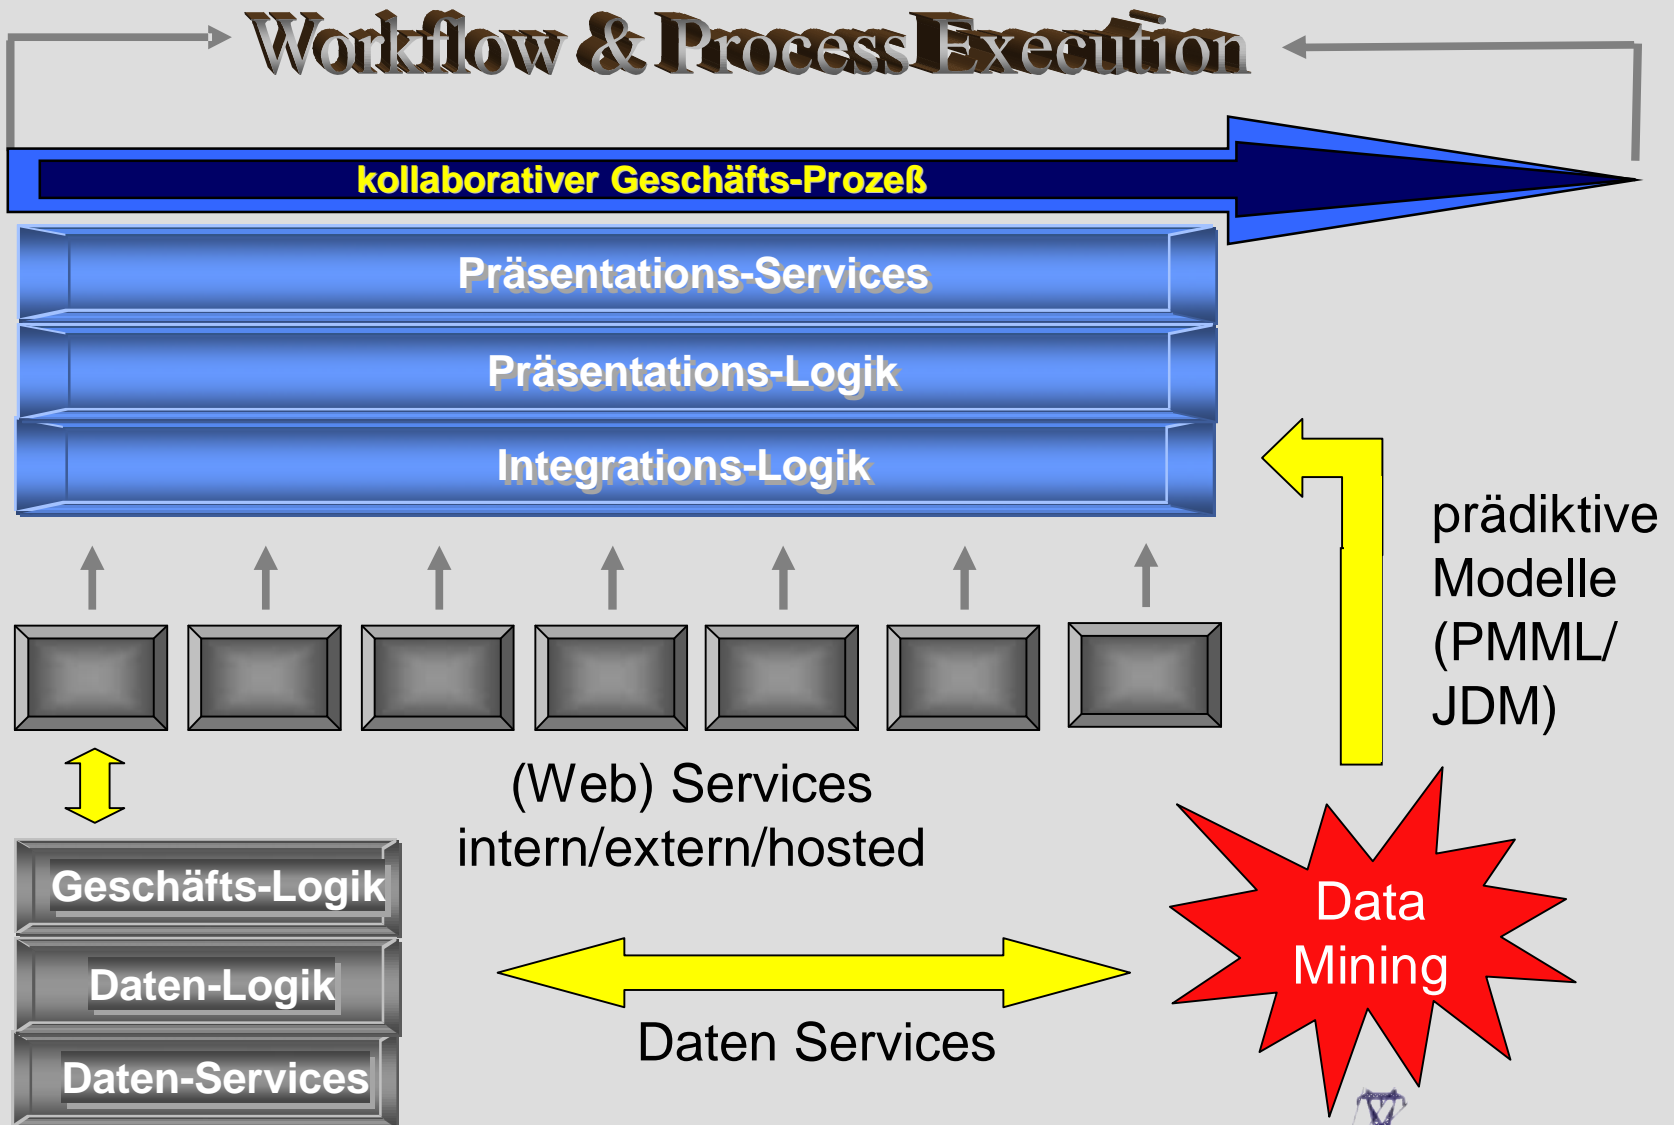 Workflow & Process Execution
kollaborativer Geschäfts-Prozeß
Präsentations-Services
Präsentations-Logik
Integrations-Logik
prädiktive
Modelle
(PMML/
JDM)
(Web) Services
intern/extern/hosted
Geschäfts-Logik
Daten-Logik
Daten-Services
Daten Services
Data
Mining